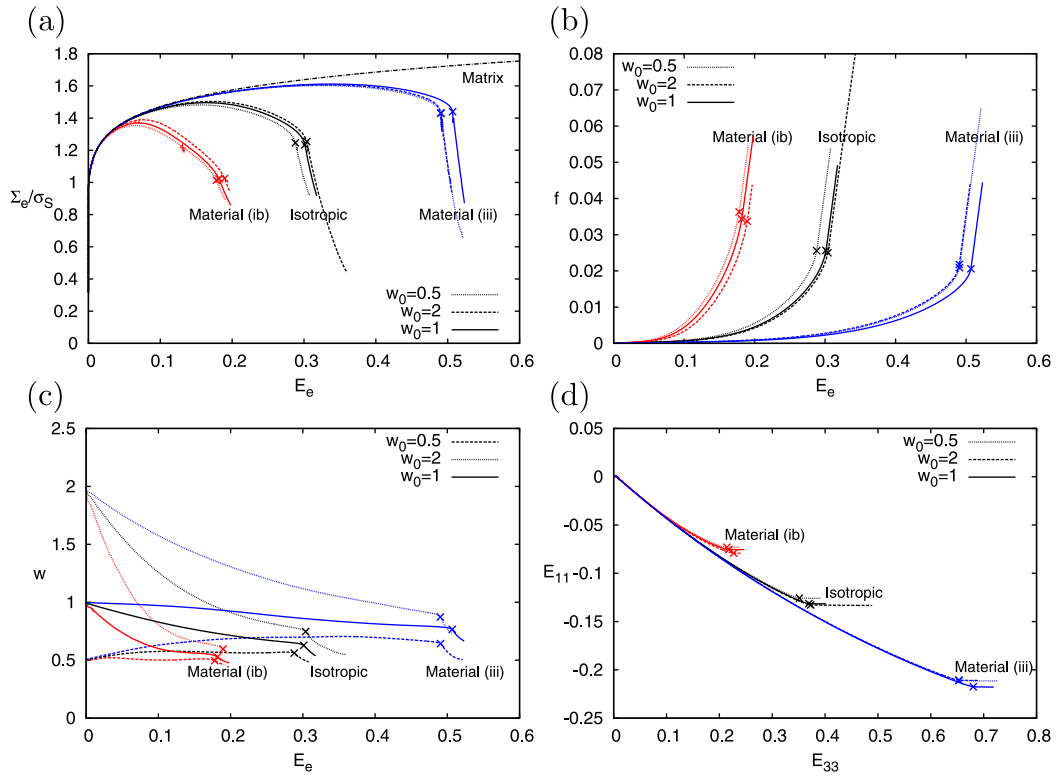 (a)
1.8
1.6
1.4
1.2
1
0.8
0.6
0.4
0.2
0
Σe/σS
Matrix
Material (ib)
Isotropic
Material (iii)
w0=0.5
w0=2
w0=1
0 0.1 0.2 0.3 0.4 0.5 0.6
Ee
(b)
0.08
0.07
0.06
0.05
0.04
0.03
0.02
0.01
0
f
w0=0.5
w0=2
w0=1
Material (ib) Isotropic Material (iii)
0 0.1 0.2 0.3 0.4 0.5 0.6
Ee
(c)
2.5
2
1.5
1
0.5
0
w
w0=0.5
w0=2
w0=1
Material (ib) Isotropic Material (iii)
0 0.1 0.2 0.3 0.4 0.5 0.6
Ee
(d)
0.05
0
-0.05
-0.1
-0.15
-0.2
-0.25
E11
w0=0.5
w0=2
w0=1
Material (ib)
Isotropic
Material (iii)
0 0.1 0.2 0.3 0.4 0.5 0.6 0.7 0.8
E33